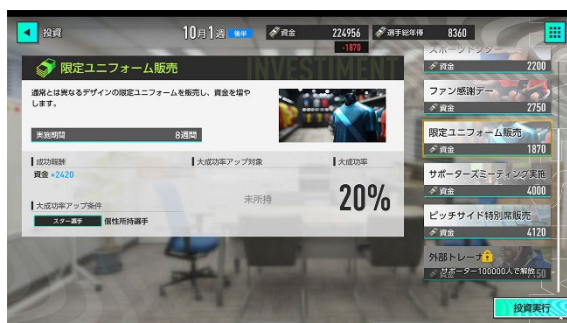 投資
10月1週 後半
資金 224956
-1870
選手総年俸 8360
限定ユニフォーム販売
INVESTIMENT
通常とは異なるデザインの限定ユニフォームを販売し、資金を増や
します。
実施期間 8週間
成功報酬
資金 +2420
大成功率アップ対象
未所持
大成功率
20%
大成功率アップ条件
スター選手 個性所持選手
資金 2200
ファン感謝デー
資金 2750
限定ユニフォーム販売
資金 1870
サポーターズミーティング実施
資金 4000
ピッチサイド特別席販売
資金 4120
外部トレーナー
サポーター100000人で解放
投資実行